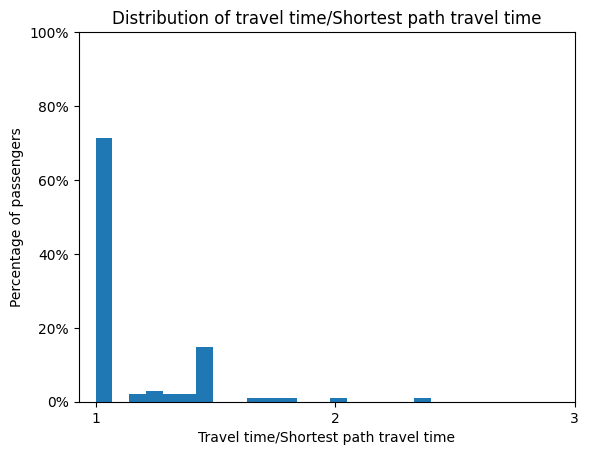 Distribution of travel time/Shortest path travel time
100%
80%
60%
40%
20%
0%
Percentage of passengers
1 2 3
Travel time/Shortest path travel time